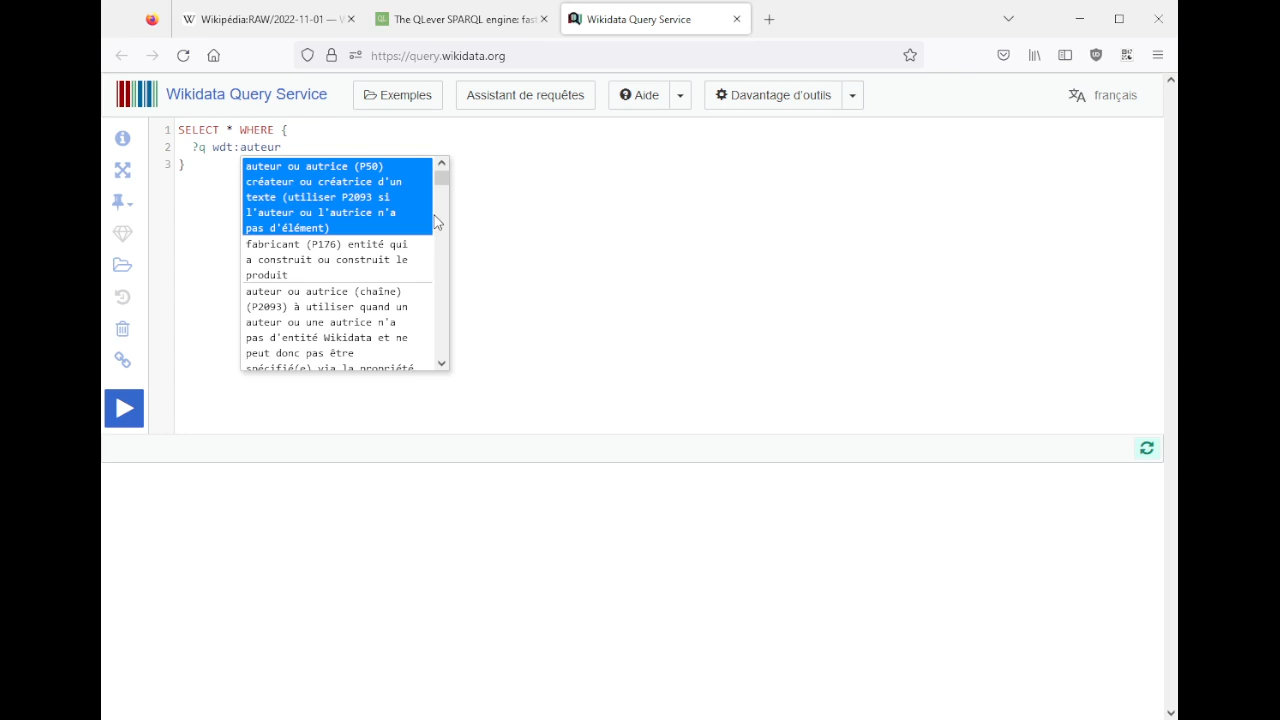 Wikipédia:RAW/2022-11-01 —
The QLever SPARQL engine: fast
Wikidata Query Service
https://query.wikidata.org
Wikidata Query Service
Exemples
Assistant de requêtes
Aide
Davantage d'outils
français
1 SELECT * WHERE {
2 ?q wdt:auteur
3 }
auteur ou autrice (P50)
créateur ou créatrice d'un
texte (utiliser P2093 si
l'auteur ou l'autrice n'a
pas d'élément)
fabricant (P176) entité qui
a construit ou construit le
produit
auteur ou autrice (chaîne)
(P2093) à utiliser quand un
auteur ou une autrice n'a
pas d'entité Wikidata et ne
peut donc pas être
spécifié(e) via la propriété